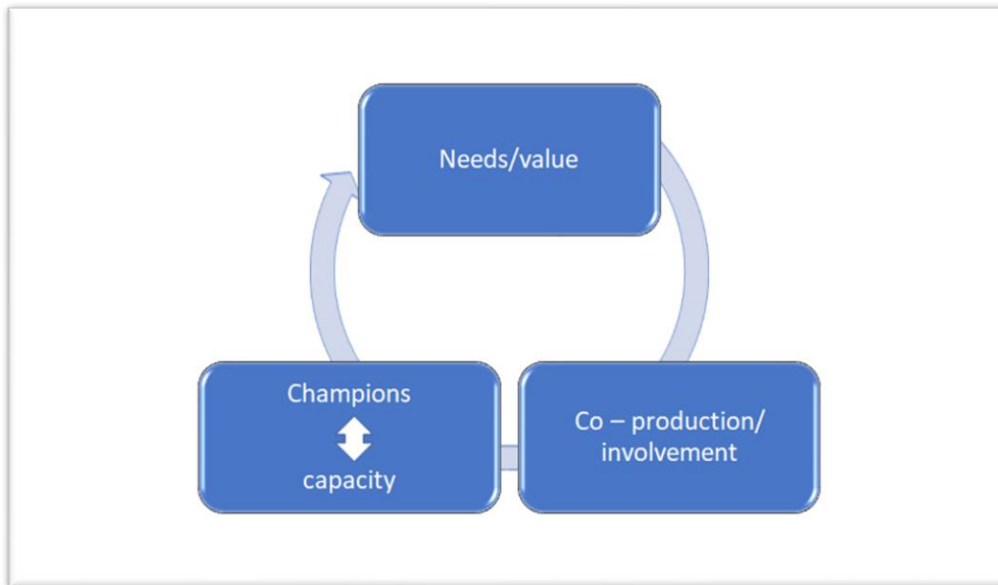 Needs/value
Champions
capacity
Co – production/
involvement